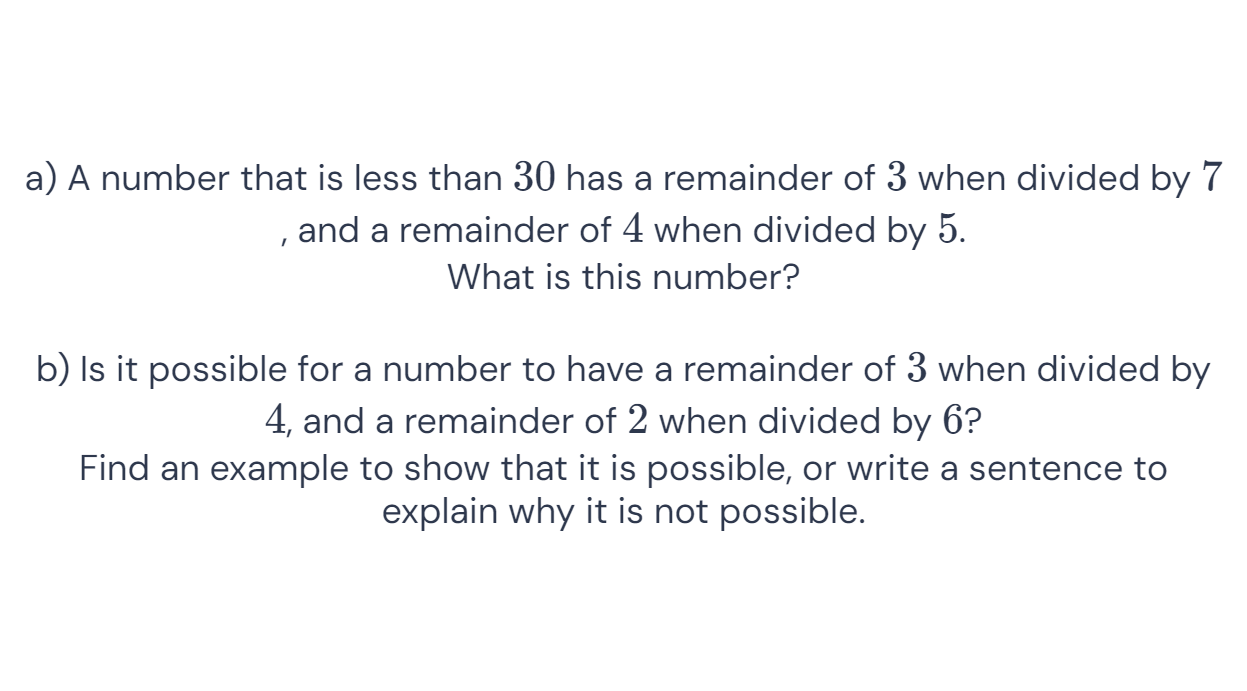 a) A number that is less than 30 has a remainder of 3 when divided by 7
, and a remainder of 4 when divided by 5.
What is this number?
b) Is it possible for a number to have a remainder of 3 when divided by
4, and a remainder of 2 when divided by 6?
Find an example to show that it is possible, or write a sentence to
explain why it is not possible.